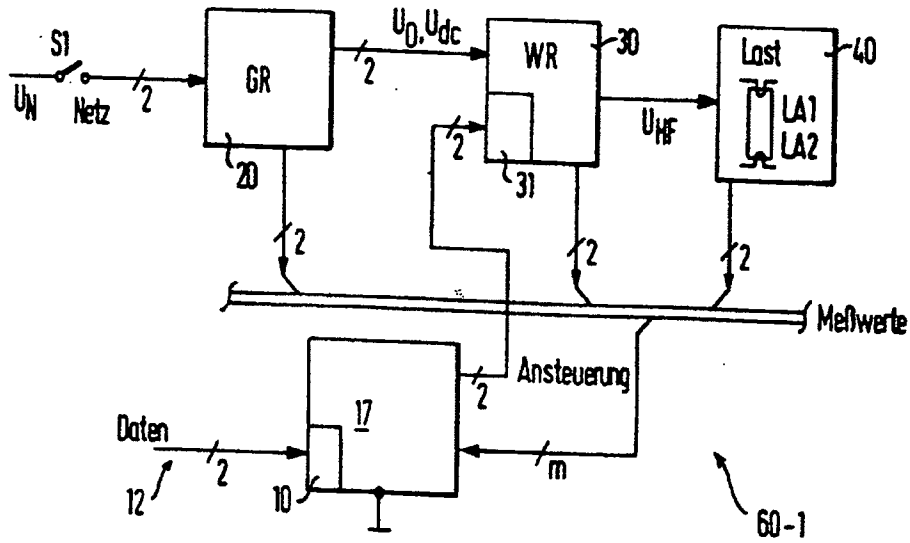 S1
U_N
Netz
2
GR
20
U_0, U_dc
2
WR
30
2
31
U_HF
Last
LA1
LA2
40
2
2
2
Meßwerte
Ansteuerung
2
17
Daten
12
2
10
m
60-1